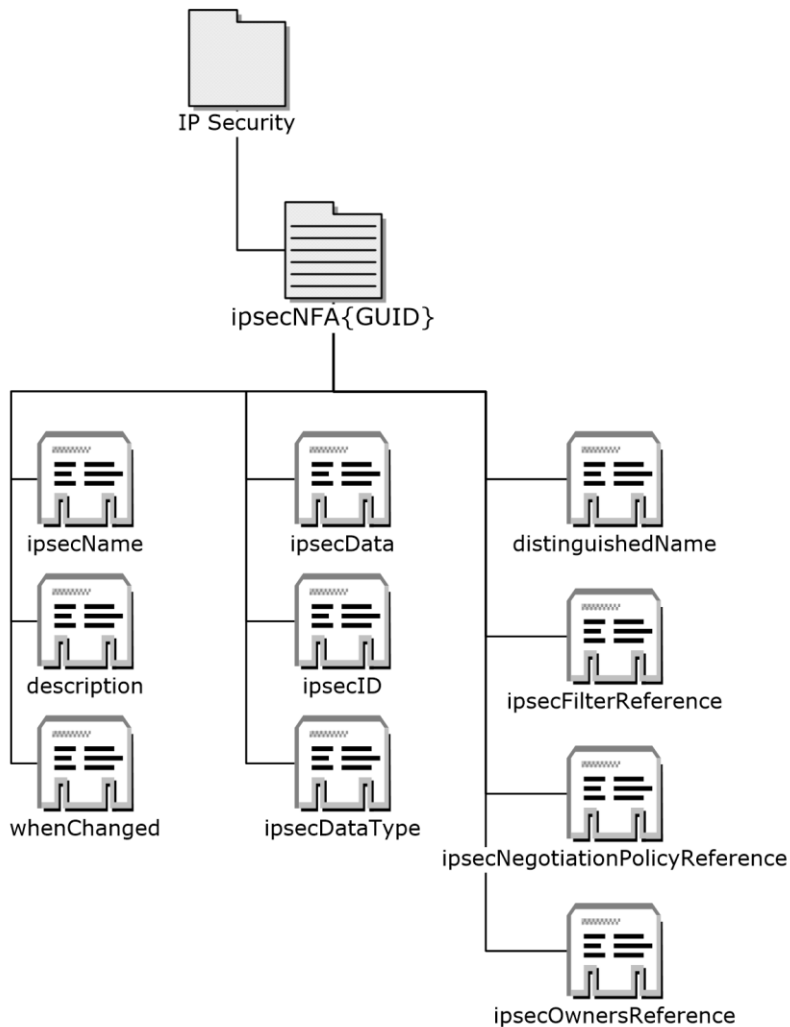 IP Security
ipsecNFA{GUID}
ipsecName
ipsecData
distinguishedName
description
ipsecID
ipsecFilterReference
whenChanged
ipsecDataType
ipsecNegotiationPolicyReference
ipsecOwnersReference